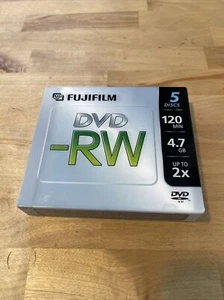 FUJIFILM
5
DISCS
DVD
-RW
120
MIN
4.7
GB
UP TO
2x
DVD